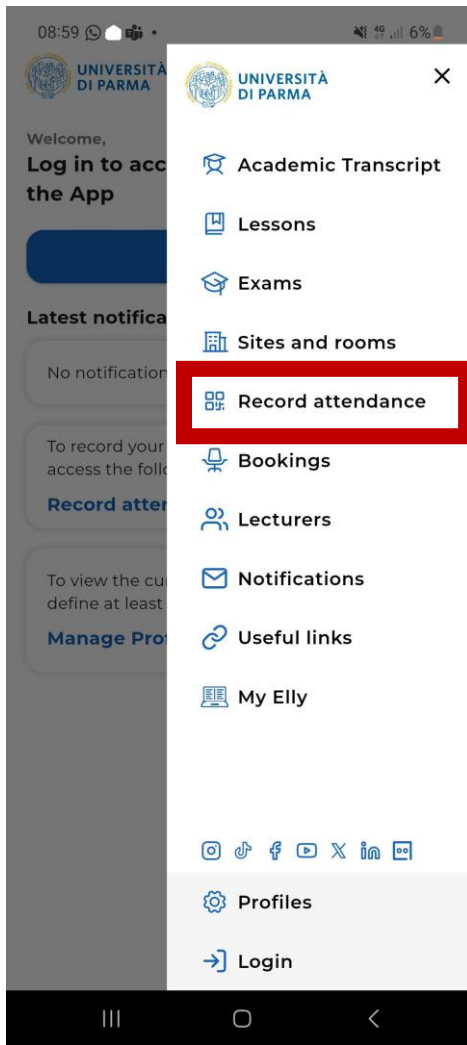 08:59
4G
6%
UNIVERSITÀ
DI PARMA
Welcome,
Log in to acc
the App
Latest notifica
No notification
To record your
access the follo
Record atter
To view the cu
define at least
Manage Pro
UNIVERSITÀ
DI PARMA
Academic Transcript
Lessons
Exams
Sites and rooms
Record attendance
Bookings
Lecturers
Notifications
Useful links
My Elly
Profiles
Login